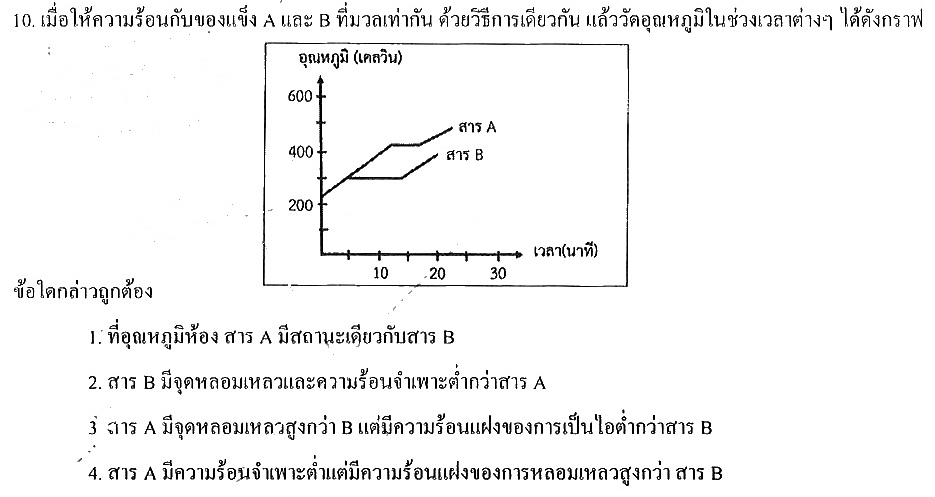 10. เมื่อให้ความร้อนกับของแข็ง A และ B ที่มวลเท่ากัน ด้วยวิธีการเดียวกัน แล้ววัดอุณหภูมิในช่วงเวลาต่างๆ ได้ดังกราฟ
อุณหภูมิ (เคลวิน)
600
สาร A
400
สาร B
200
เวลา(นาที)
10 20 30
ข้อใดกล่าวถูกต้อง
1. ที่อุณหภูมิห้อง สาร A มีสถานะเดียวกับสาร B
2. สาร B มีจุดหลอมเหลวและความร้อนจำเพาะต่ำกว่าสาร A
3 สาร A มีจุดหลอมเหลวสูงกว่า B แต่มีความร้อนแฝงของการเป็นไอต่ำกว่าสาร B
4. สาร A มีความร้อนจำเพาะต่ำแต่มีความร้อนแฝงของการหลอมเหลวสูงกว่า สาร B